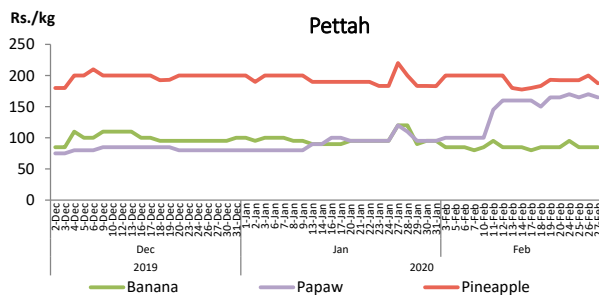 Rs./kg
Pettah
250
200
150
100
50
0
2-Dec
3-Dec
4-Dec
5-Dec
6-Dec
9-Dec
10-Dec
12-Dec
13-Dec
16-Dec
17-Dec
18-Dec
19-Dec
20-Dec
23-Dec
24-Dec
26-Dec
27-Dec
30-Dec
31-Dec
1-Jan
2-Jan
3-Jan
6-Jan
7-Jan
8-Jan
9-Jan
13-Jan
14-Jan
16-Jan
17-Jan
20-Jan
21-Jan
22-Jan
23-Jan
24-Jan
27-Jan
28-Jan
29-Jan
30-Jan
31-Jan
3-Feb
5-Feb
6-Feb
7-Feb
10-Feb
11-Feb
12-Feb
13-Feb
14-Feb
17-Feb
18-Feb
19-Feb
20-Feb
24-Feb
25-Feb
26-Feb
27-Feb
Dec Jan Feb
2019 2020
Banana Papaw Pineapple